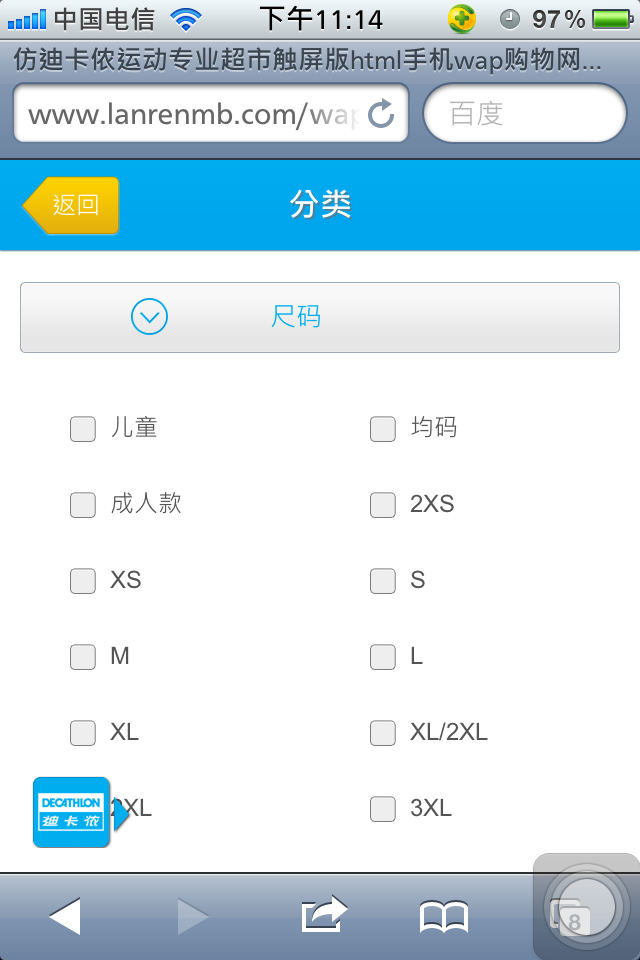 中国电信 下午11:14 97%
仿迪卡侬运动专业超市触屏版html手机wap购物网...
www.lanrenmb.com/wap 百度
返回 分类
尺码
儿童 均码
成人款 2XS
XS S
M L
XL XL/2XL
2XL 3XL
DECATHLON
迪卡侬
8